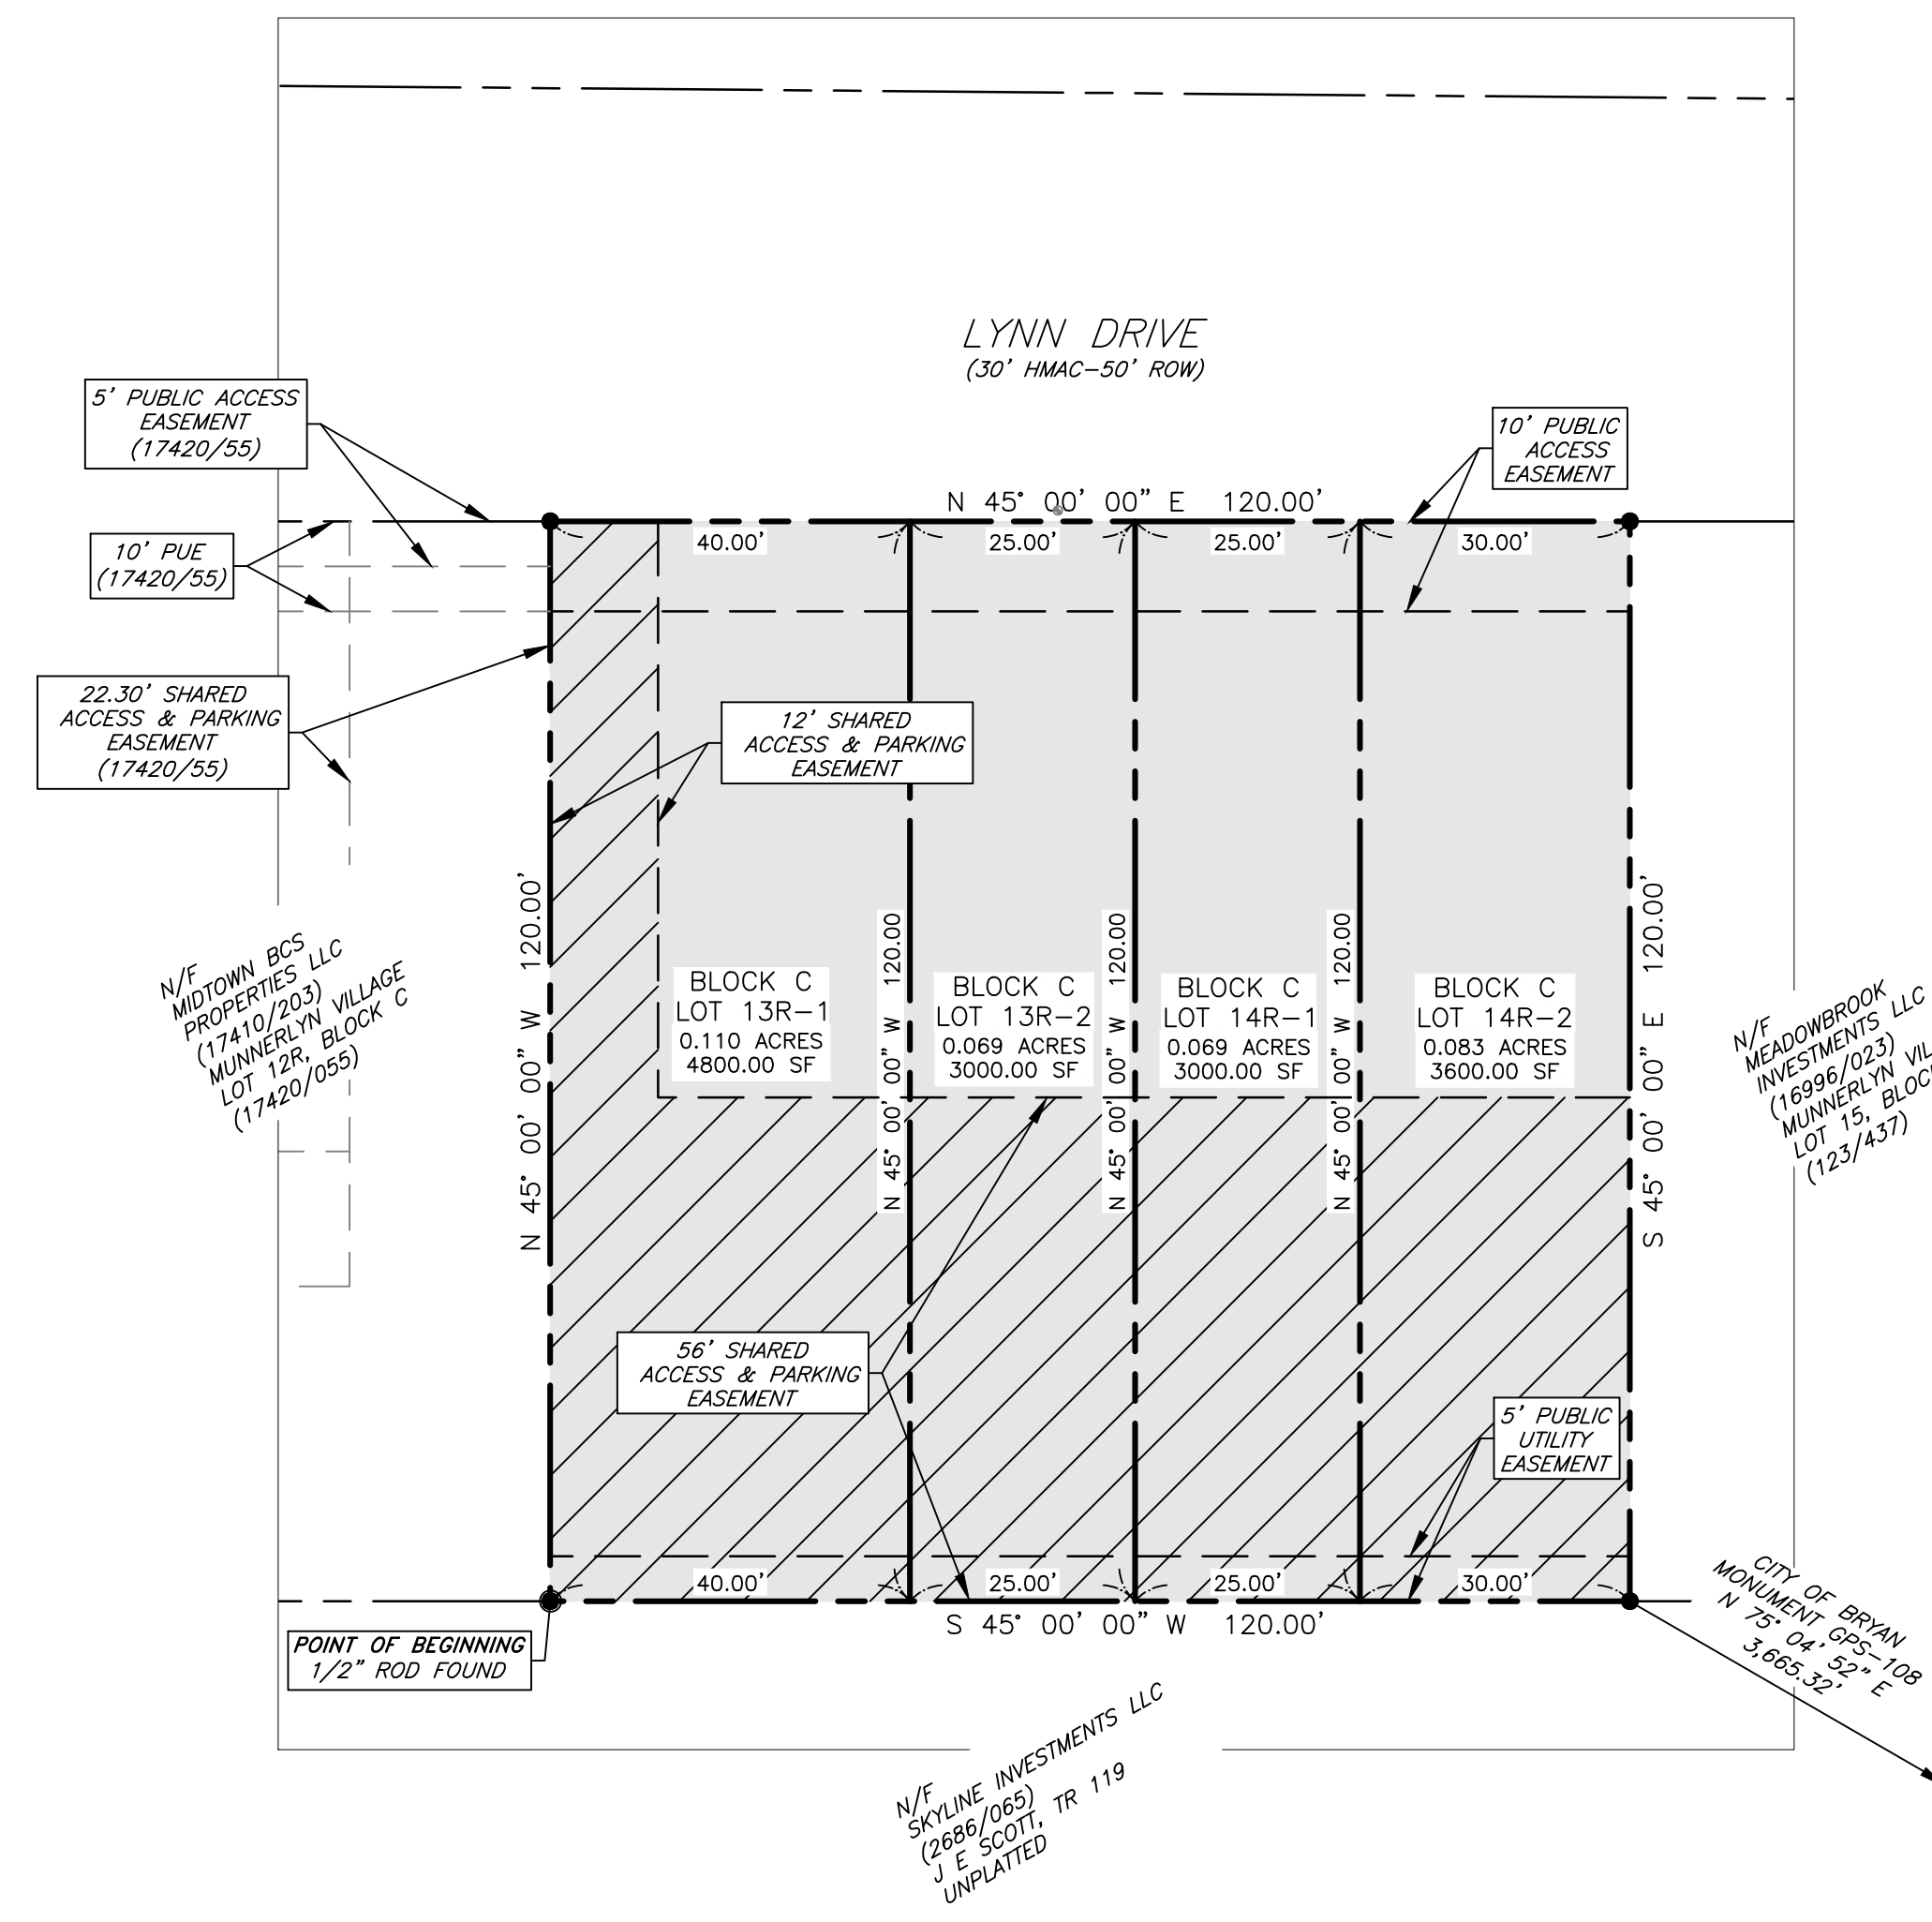 LYNN DRIVE
(30' HMAC-50' ROW)
5' PUBLIC ACCESS
EASEMENT
(17420/55)
10' PUBLIC
ACCESS
EASEMENT
N 45° 00' 00" E 120.00'
40.00'
25.00'
25.00'
30.00'
10' PUE
(17420/55)
22.30' SHARED
ACCESS & PARKING
EASEMENT
(17420/55)
12' SHARED
ACCESS & PARKING
EASEMENT
N 45° 00' 00" W 120.00'
N 45° 00' 00" W 120.00
N 45° 00' 00" W 120.00
N 45° 00' 00" W 120.00
S 45° 00' 00" E 120.00'
N/F
MIDTOWN BCS
PROPERTIES LLC
(17410/203)
MUNNERLYN VILLAGE
LOT 12R, BLOCK C
(17420/055)
BLOCK C
LOT 13R-1
0.110 ACRES
4800.00 SF
BLOCK C
LOT 13R-2
0.069 ACRES
3000.00 SF
BLOCK C
LOT 14R-1
0.069 ACRES
3000.00 SF
BLOCK C
LOT 14R-2
0.083 ACRES
3600.00 SF
N/F
MEADOWBROOK
INVESTMENTS LLC
(16996/023)
MUNNERLYN VIL
LOT 15, BLOC
(123/437)
56' SHARED
ACCESS & PARKING
EASEMENT
5' PUBLIC
UTILITY
EASEMENT
40.00'
25.00'
25.00'
30.00'
S 45° 00' 00" W 120.00'
POINT OF BEGINNING
1/2" ROD FOUND
CITY OF BRYAN
MONUMENT GPS-108
N 75° 04' 52" E
3,665.32'
N/F
SKYLINE INVESTMENTS LLC
(2686/065)
J E SCOTT, TR 119
UNPLATTED